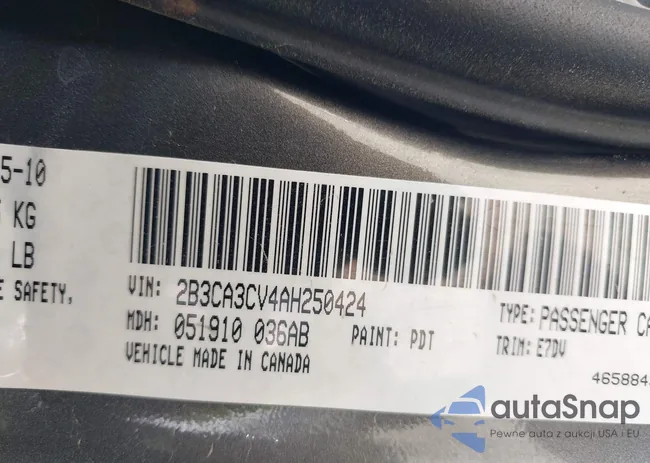 5-10
KG
LB
E SAFETY,
VIN: 2B3CA3CV4AH250424
MDH: 051910 036AB
PAINT: PDT
VEHICLE MADE IN CANADA
TYPE: PASSENGER CA
TRIM: E7DV
465884
autaSnap
Pewne auta z aukcji USA i EU